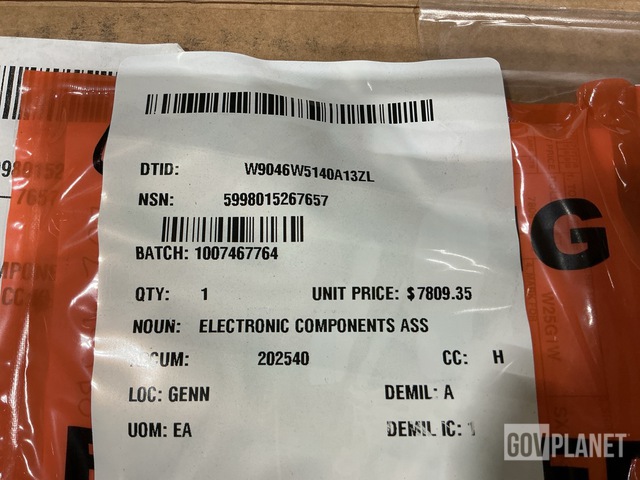 DTID: W9046W5140A13ZL
NSN: 5998015267657
BATCH: 1007467764
QTY: 1 UNIT PRICE: $7809.35
NOUN: ELECTRONIC COMPONENTS ASS
202540 CC: H
LOC: GENN DEMIL: A
UOM: EA DEMIL IC: 1
G
W25G1W
GOVPLANET